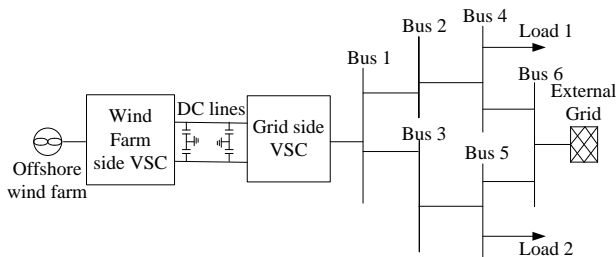 Bus 4
Bus 2
Load 1
Bus 1
Bus 6
External
Grid
Wind
Farm
side VSC
DC lines
Grid side
VSC
Bus 3
Bus 5
Offshore
wind farm
Load 2